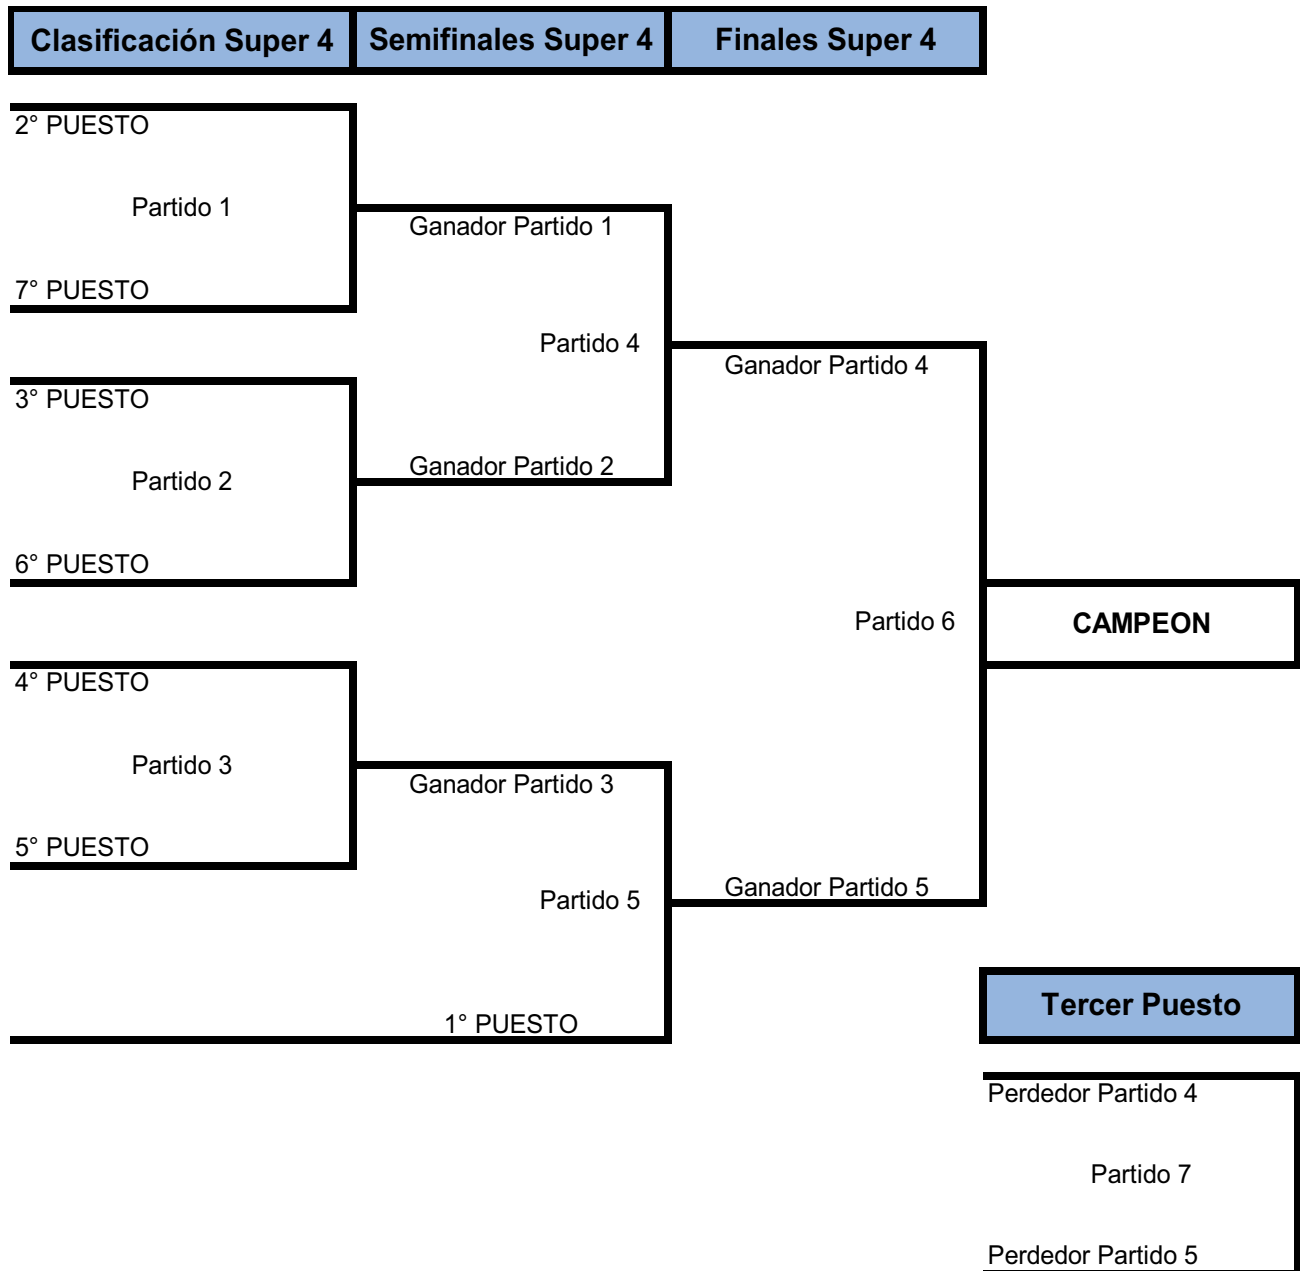 Clasificación Super 4
Semifinales Super 4
Finales Super 4
2° PUESTO
Partido 1
7° PUESTO
Ganador Partido 1
Partido 4
Ganador Partido 4
3° PUESTO
Partido 2
Ganador Partido 2
6° PUESTO
Partido 6
CAMPEON
4° PUESTO
Partido 3
Ganador Partido 3
5° PUESTO
Partido 5
Ganador Partido 5
1° PUESTO
Tercer Puesto
Perdedor Partido 4
Partido 7
Perdedor Partido 5